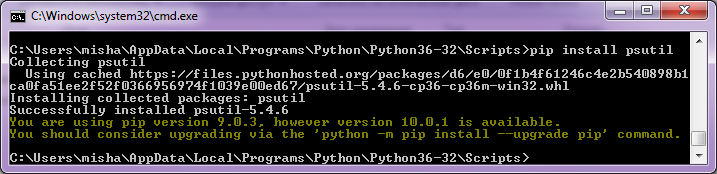 C:\Windows\system32\cmd.exe
C:\Users\misha\AppData\Local\Programs\Python\Python36-32\Scripts>pip install psutil
Collecting psutil
Using cached https://files.pythonhosted.org/packages/d6/e0/0f1b4f61246c4e2b540898b1
ca0fa51ee2f52f0366956974f1039e00ed67/psutil-5.4.6-cp36-cp36m-win32.whl
Installing collected packages: psutil
Successfully installed psutil-5.4.6
You are using pip version 9.0.3, however version 10.0.1 is available.
You should consider upgrading via the 'python -m pip install --upgrade pip' command.
C:\Users\misha\AppData\Local\Programs\Python\Python36-32\Scripts>